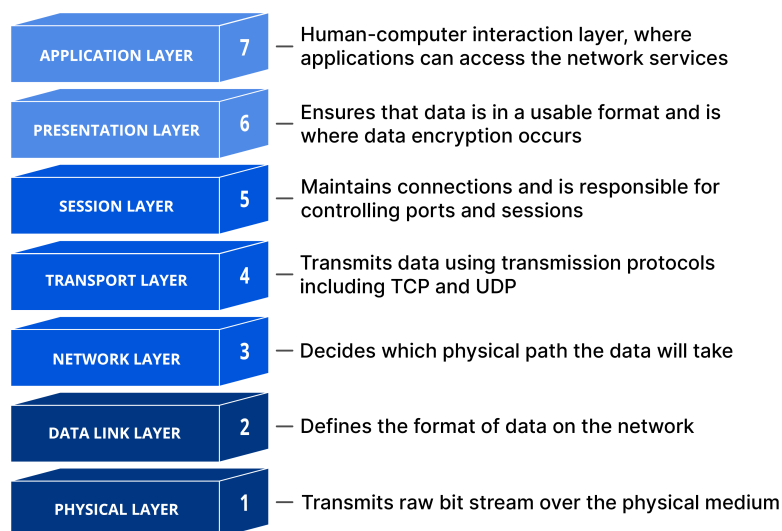 APPLICATION LAYER
7
Human-computer interaction layer, where
applications can access the network services
PRESENTATION LAYER
6
Ensures that data is in a usable format and is
where data encryption occurs
SESSION LAYER
5
Maintains connections and is responsible for
controlling ports and sessions
TRANSPORT LAYER
4
Transmits data using transmission protocols
including TCP and UDP
NETWORK LAYER
3
Decides which physical path the data will take
DATA LINK LAYER
2
Defines the format of data on the network
PHYSICAL LAYER
1
Transmits raw bit stream over the physical medium